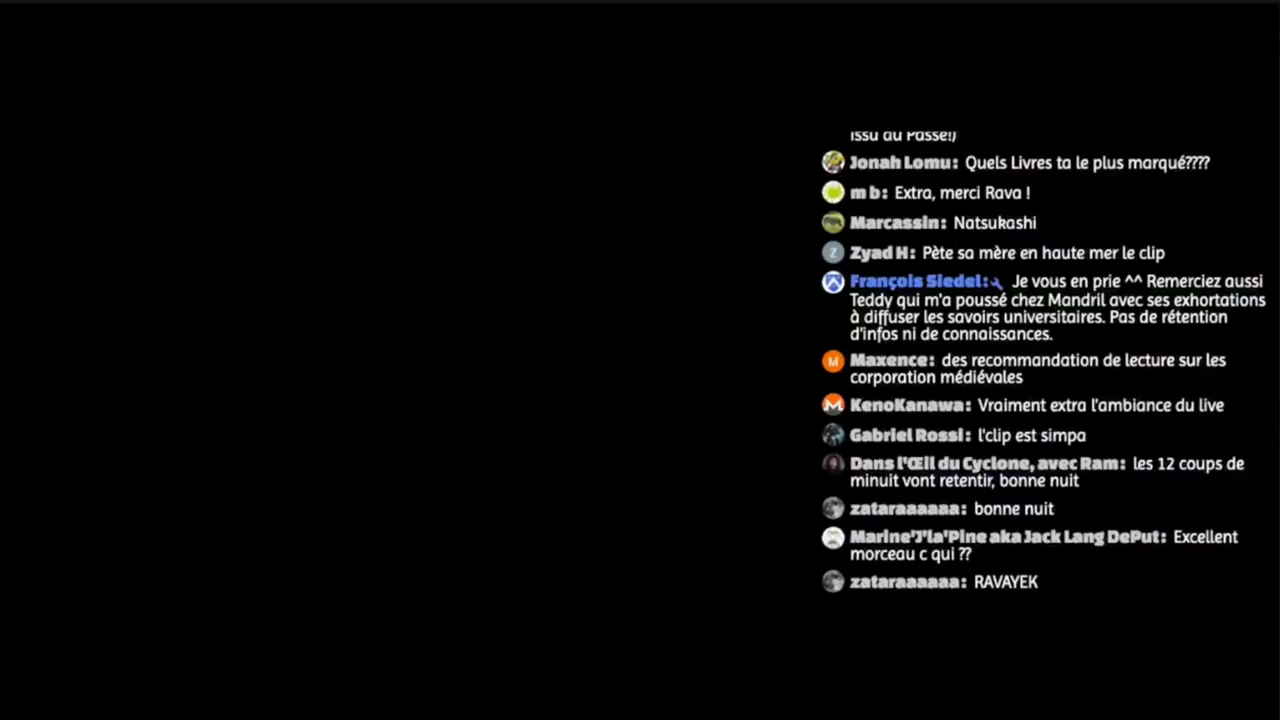 issu du Passé!)
Jonah Lomu: Quels Livres ta le plus marqué????
m b: Extra, merci Rava !
Marcassin: Natsukashi
Z Zyad H: Pète sa mère en haute mer le clip
François Siedel: Je vous en prie ^^ Remerciez aussi
Teddy qui m'a poussé chez Mandril avec ses exhortations
à diffuser les savoirs universitaires. Pas de rétention
d'infos ni de connaissances.
M Maxence: des recommandation de lecture sur les
corporation médiévales
KenoKanawa: Vraiment extra l'ambiance du live
Gabriel Rossi: l'clip est simpa
Dans l'Œil du Cyclone, avec Ram: les 12 coups de
minuit vont retentir, bonne nuit
zataraaaaaa: bonne nuit
Marine'J'la'Pine aka Jack Lang DePut: Excellent
morceau c qui ??
zataraaaaaa: RAVAYEK